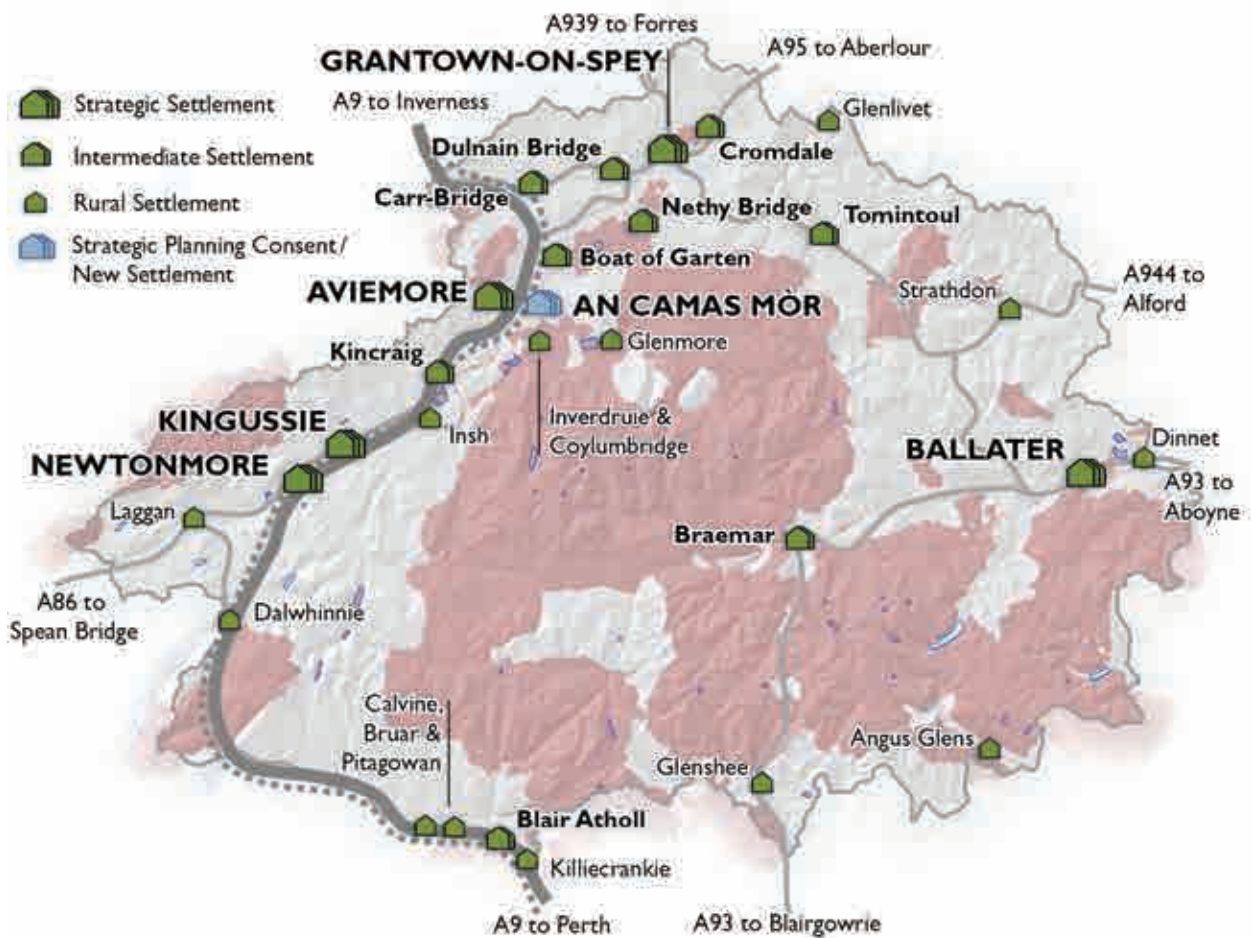 A939 to Forres
GRANTOWN-ON-SPEY
A95 to Aberlour
Strategic Settlement
A9 to Inverness
Glenlivet
Intermediate Settlement
Dulnain Bridge
Cromdale
Rural Settlement
Carr-Bridge
Nethy Bridge
Tomintoul
Strategic Planning Consent/
New Settlement
Boat of Garten
A944 to
Alford
AVIEMORE
AN CAMAS MÒR
Strathdon
Glenmore
Kincraig
KINGUSSIE
Insh
Inverdruie &
Coylumbridge
NEWTONMORE
BALLATER
Dinnet
A93 to
Aboyne
Laggan
Braemar
A86 to
Spean Bridge
Dalwhinnie
Calvine,
Bruar &
Pitagowan
Angus Glens
Glenshee
Blair Atholl
Killiecrankie
A9 to Perth
A93 to Blairgowrie